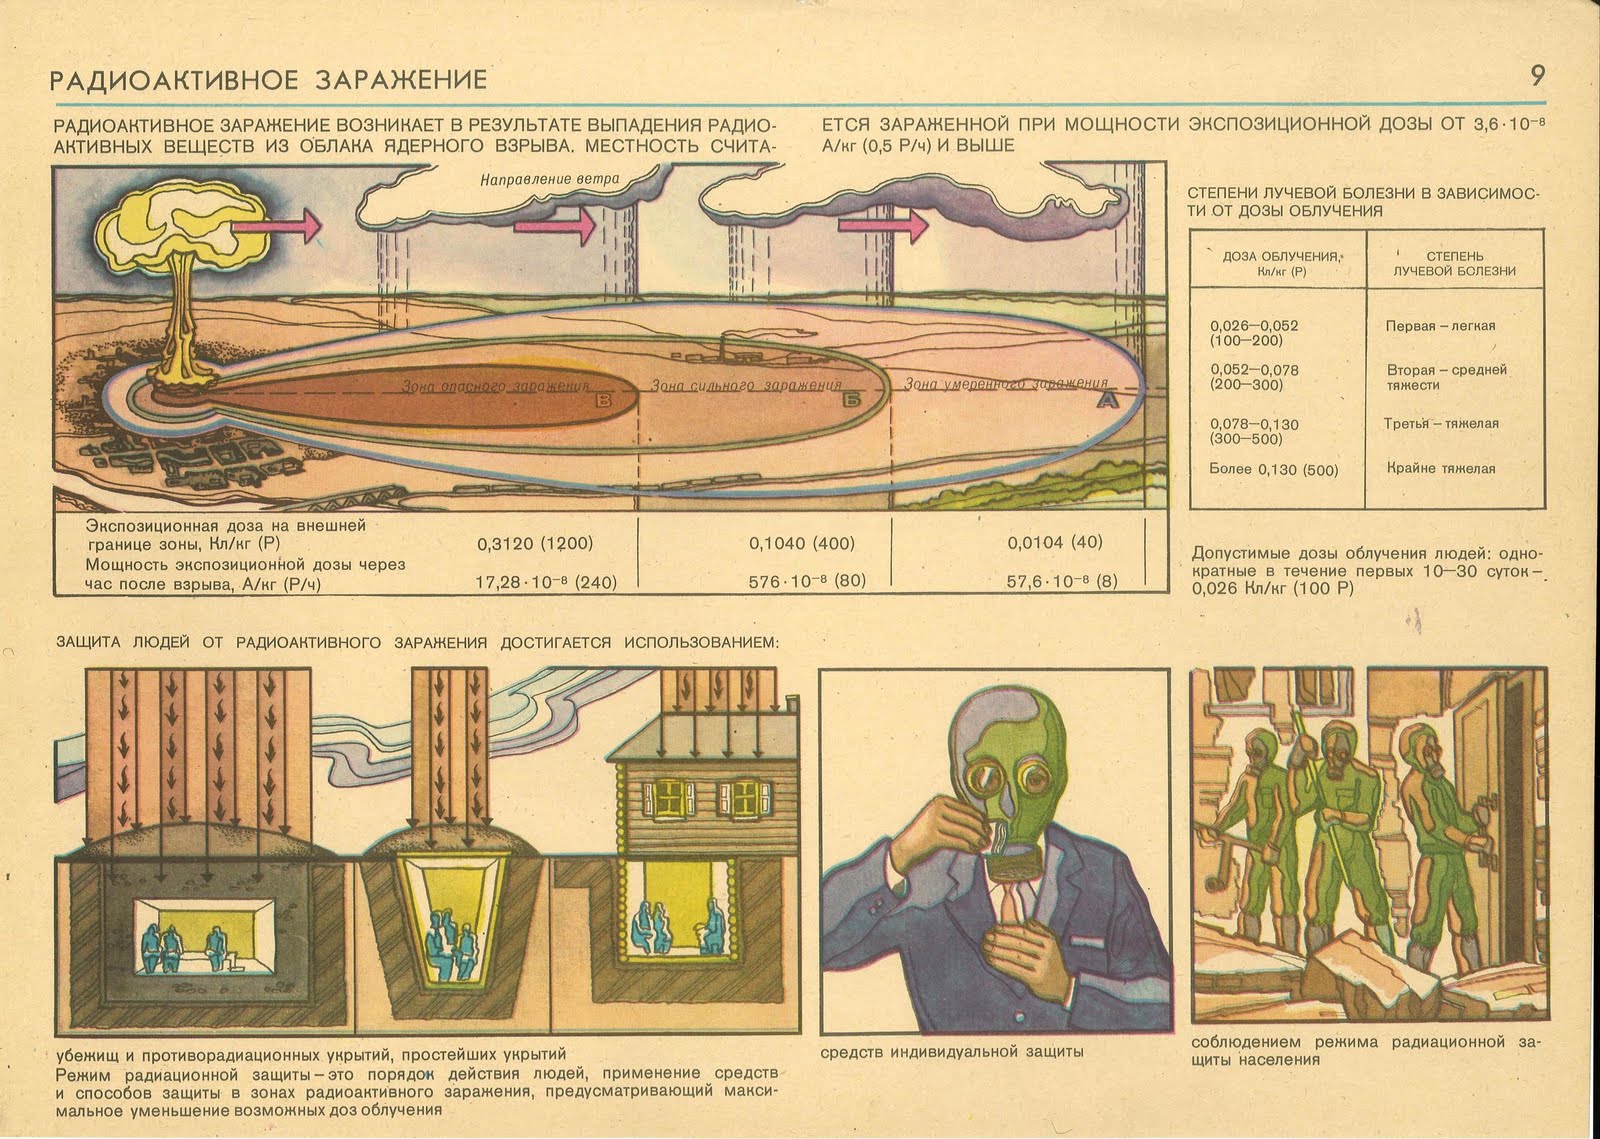 РАДИОАКТИВНОЕ ЗАРАЖЕНИЕ
9
РАДИОАКТИВНОЕ ЗАРАЖЕНИЕ ВОЗНИКАЕТ В РЕЗУЛЬТАТЕ ВЫПАДЕНИЯ РАДИО-
АКТИВНЫХ ВЕЩЕСТВ ИЗ ОБЛАКА ЯДЕРНОГО ВЗРЫВА. МЕСТНОСТЬ СЧИТА-
ЕТСЯ ЗАРАЖЕННОЙ ПРИ МОЩНОСТИ ЭКСПОЗИЦИОННОЙ ДОЗЫ ОТ 3,6·10⁻⁸
А/кг (0,5 Р/ч) И ВЫШЕ
Направление ветра
Зона опасного заражения
В
Зона сильного заражения
Б
Зона умеренного заражения
А
Экспозиционная доза на внешней
границе зоны, Кл/кг (Р) 0,3120 (1200) 0,1040 (400) 0,0104 (40)
Мощность экспозиционной дозы через
час после взрыва, А/кг (Р/ч) 17,28·10⁻⁸ (240) 576·10⁻⁸ (80) 57,6·10⁻⁸ (8)
СТЕПЕНИ ЛУЧЕВОЙ БОЛЕЗНИ В ЗАВИСИМОС-
ТИ ОТ ДОЗЫ ОБЛУЧЕНИЯ
ДОЗА ОБЛУЧЕНИЯ,
Кл/кг (Р)
СТЕПЕНЬ
ЛУЧЕВОЙ БОЛЕЗНИ
0,026—0,052 Первая – легкая
(100—200)
0,052—0,078 Вторая – средней
(200—300) тяжести
0,078—0,130 Третья – тяжелая
(300—500)
Более 0,130 (500) Крайне тяжелая
Допустимые дозы облучения людей: одно-
кратные в течение первых 10—30 суток –
0,026 Кл/кг (100 Р)
ЗАЩИТА ЛЮДЕЙ ОТ РАДИОАКТИВНОГО ЗАРАЖЕНИЯ ДОСТИГАЕТСЯ ИСПОЛЬЗОВАНИЕМ:
убежищ и противорадиационных укрытий, простейших укрытий
Режим радиационной защиты – это порядок действия людей, применение средств
и способов защиты в зонах радиоактивного заражения, предусматривающий макси-
мальное уменьшение возможных доз облучения
средств индивидуальной защиты
соблюдением режима радиационной за-
щиты населения